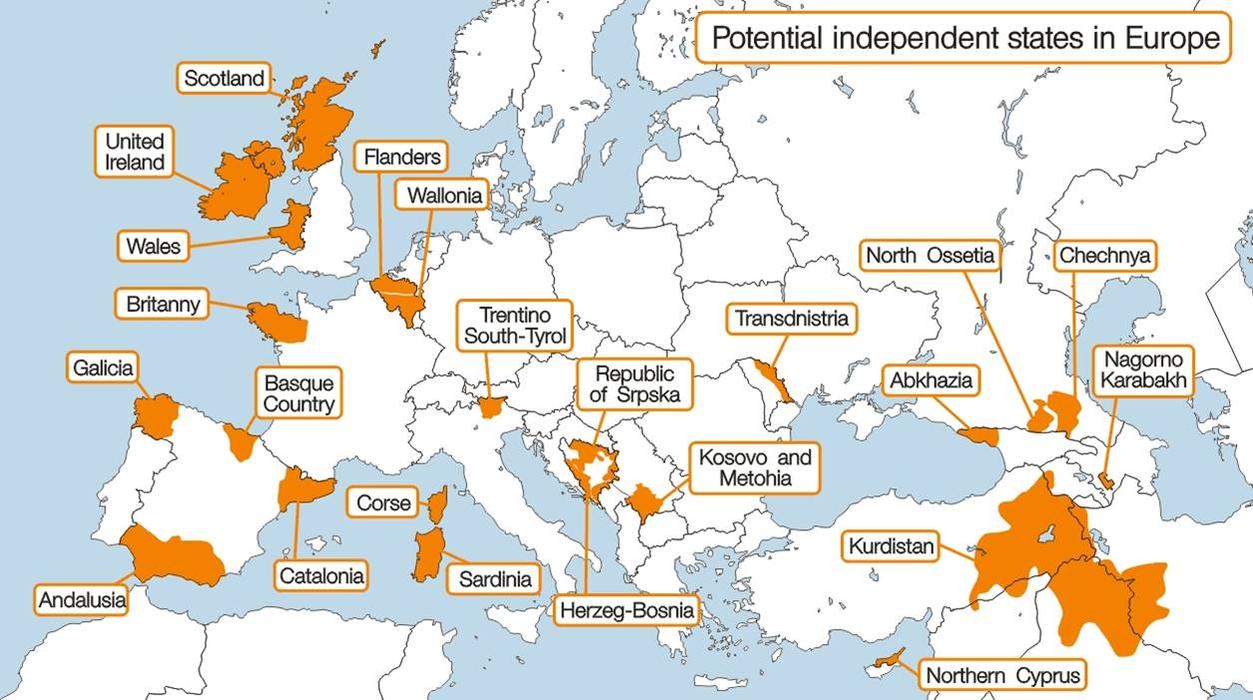 Potential independent states in Europe
Scotland
United
Ireland
Flanders
Wallonia
Wales
North Ossetia
Chechnya
Britanny
Trentino
South-Tyrol
Transdnistria
Galicia
Basque
Country
Republic
of Srpska
Abkhazia
Nagorno
Karabakh
Kosovo and
Metohia
Corse
Kurdistan
Catalonia
Sardinia
Andalusia
Herzeg-Bosnia
Northern Cyprus